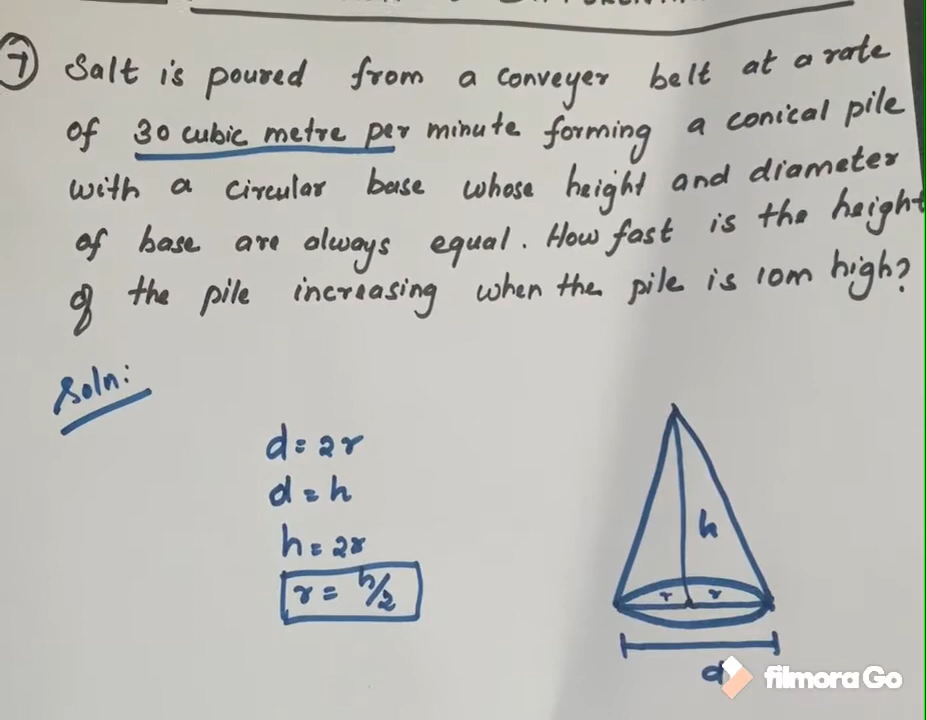 7 Salt is poured from a conveyer belt at a rate
of 30 cubic metre per minute forming a conical pile
with a circular base whose height and diameter
of base are always equal. How fast is the height
of the pile increasing when the pile is 10m high?
Soln:
d = 2r
d = h
h = 2r
r = h/2
h
r r
d
filmoraGo